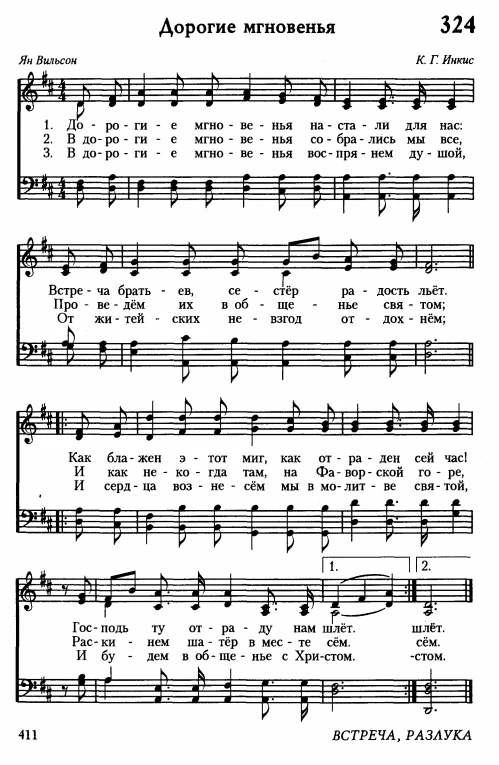 Дорогие мгновенья 324
Ян Вильсон К. Г. Инкис
1. До - ро - ги - е мгно - ве - нья на - ста - ли для нас:
2. В до - ро - ги - е мгно - ве - нья со - бра - лись мы все,
3. В до - ро - ги - е мгно - ве - нья вос - пря - нем ду - шой,
Встре - ча брать - ев, се - стёр ра - дость льёт.
Про - ве - дём их в об - ще - нье свя - том;
От жи - тей - ских не - взгод от - дох - нём;
Как бла - жен э - тот миг, как от - ра - ден сей час!
И как не - ко - гда там, на Фа - вор - ской го - ре,
И серд - ца воз - не - сём мы в мо - лит - ве свя - той,
1. 2.
Гос - подь ту от - ра - ду нам шлёт. шлёт.
Рас - ки - нем ша - тёр в мес - те сём. сём.
И бу - дем в об - ще - нье с Хри - стом. -стом.
411 ВСТРЕЧА, РАЗЛУКА